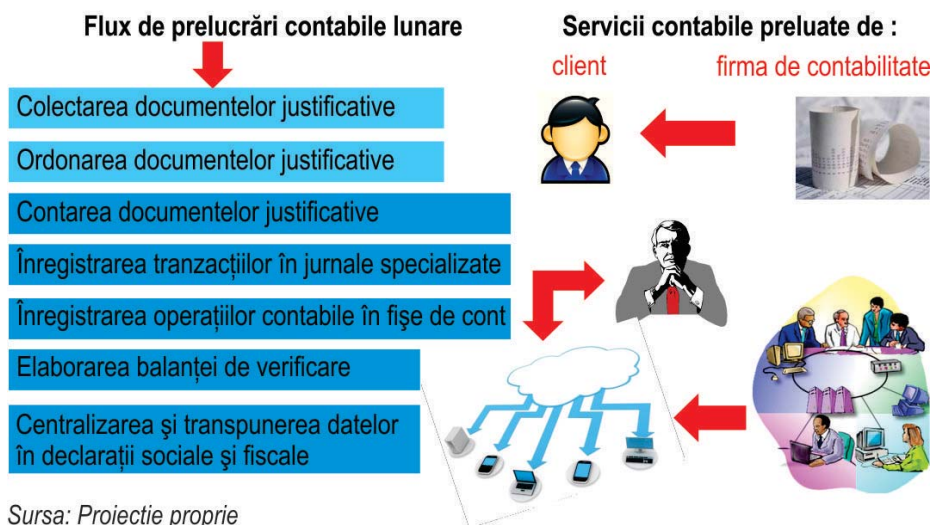 Flux de prelucrări contabile lunare
Servicii contabile preluate de :
client
firma de contabilitate
Colectarea documentelor justificative
Ordonarea documentelor justificative
Contarea documentelor justificative
Înregistrarea tranzacțiilor în jurnale specializate
Înregistrarea operațiilor contabile în fișe de cont
Elaborarea balanței de verificare
Centralizarea şi transpunerea datelor
în declarații sociale şi fiscale
Sursa: Proiecție proprie